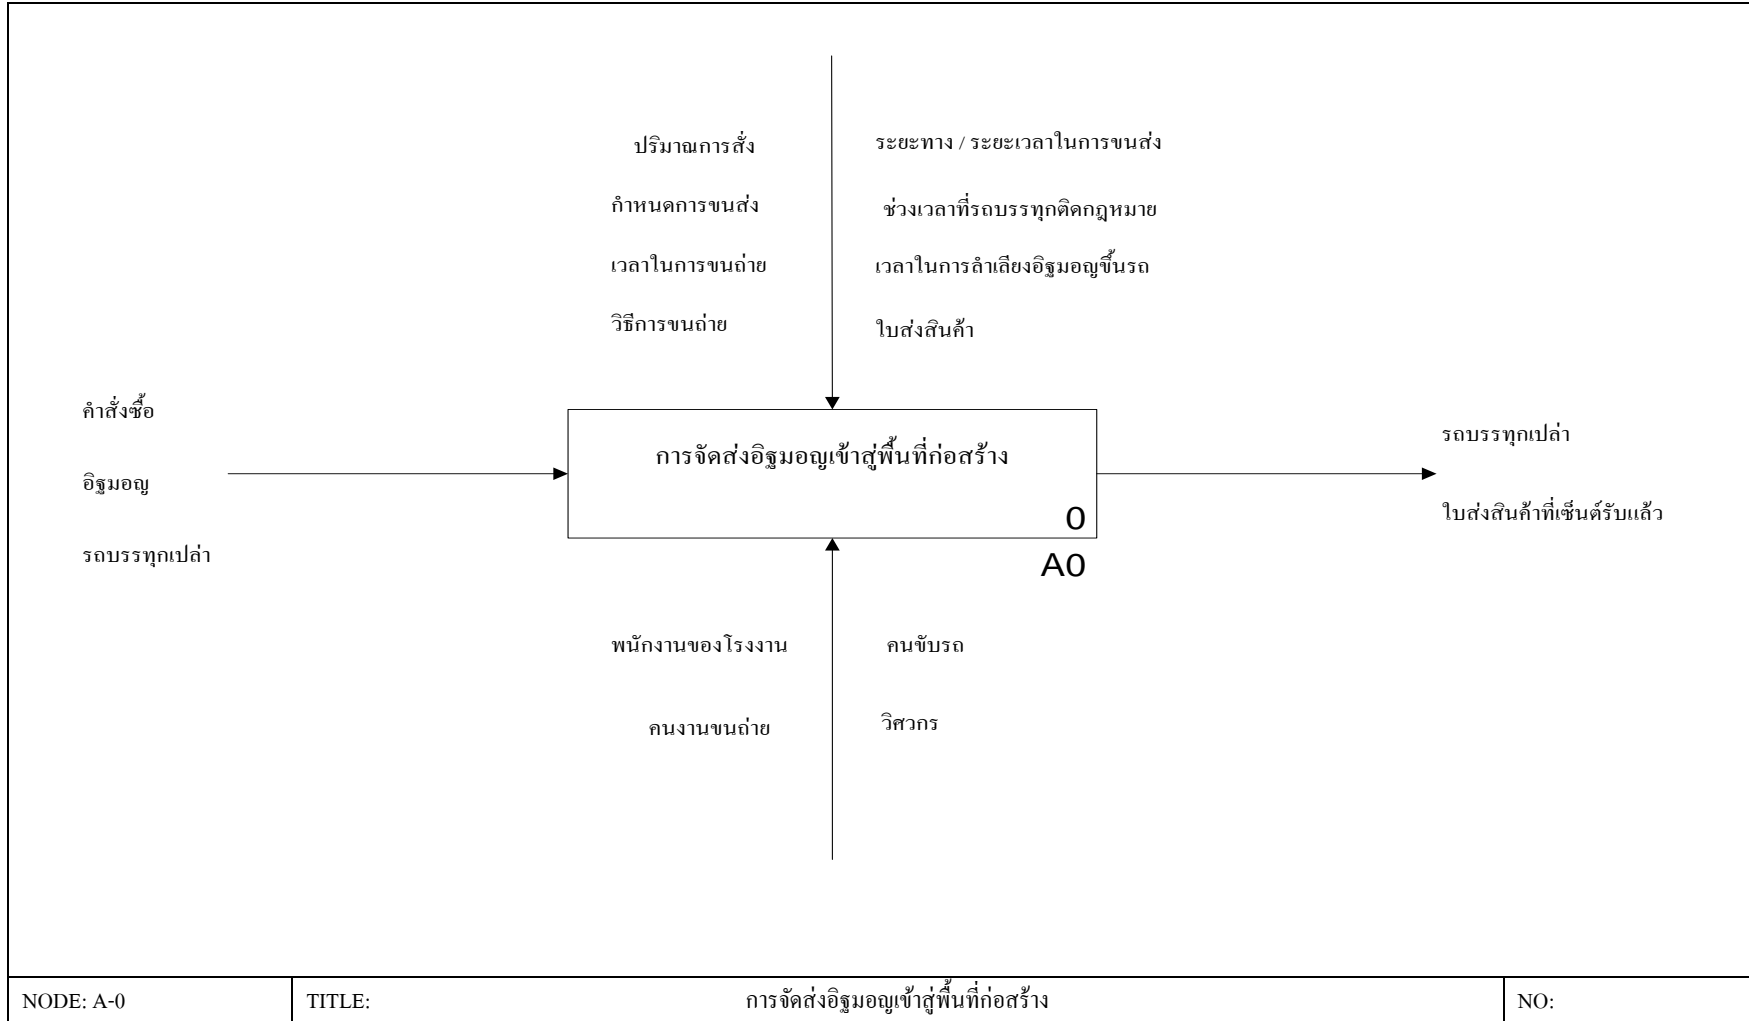 ปริมาณการสั่ง
ระยะทาง / ระยะเวลาในการขนส่ง
กำหนดการขนส่ง
ช่วงเวลาที่รถบรรทุกติดกฎหมาย
เวลาในการขนถ่าย
เวลาในการลำเลียงอิฐมอญขึ้นรถ
วิธีการขนถ่าย
ใบส่งสินค้า
คำสั่งซื้อ
อิฐมอญ
รถบรรทุกเปล่า
การจัดส่งอิฐมอญเข้าสู่พื้นที่ก่อสร้าง
0
A0
รถบรรทุกเปล่า
ใบส่งสินค้าที่เซ็นต์รับแล้ว
พนักงานของโรงงาน
คนขับรถ
คนงานขนถ่าย
วิศวกร
NODE: A-0
TITLE:
การจัดส่งอิฐมอญเข้าสู่พื้นที่ก่อสร้าง
NO: